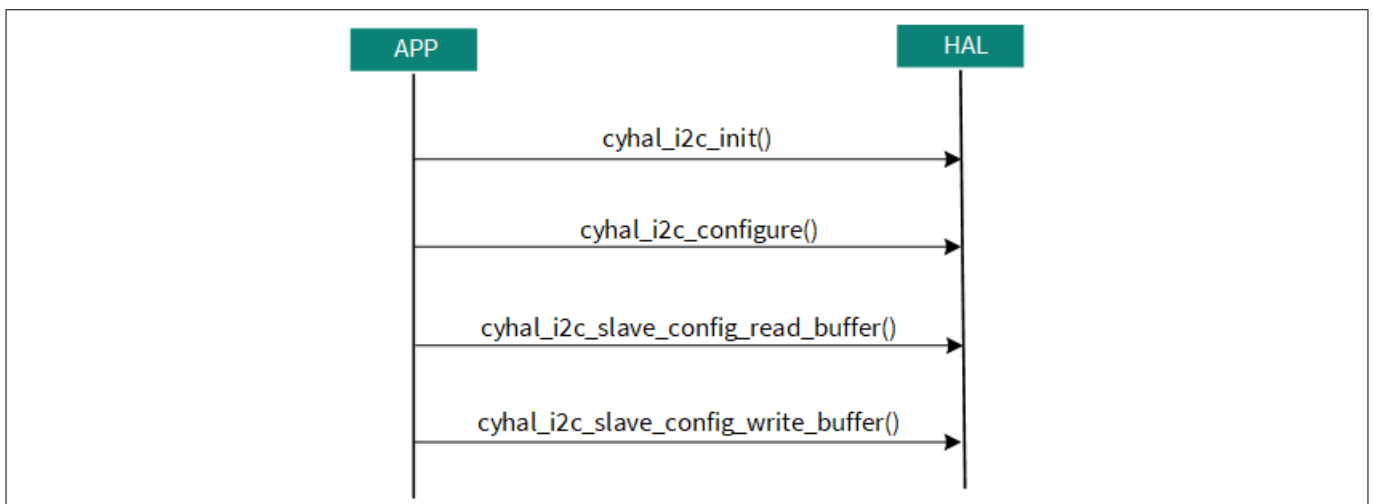 APP
HAL
cyhal_i2c_init()
cyhal_i2c_configure()
cyhal_i2c_slave_config_read_buffer()
cyhal_i2c_slave_config_write_buffer()